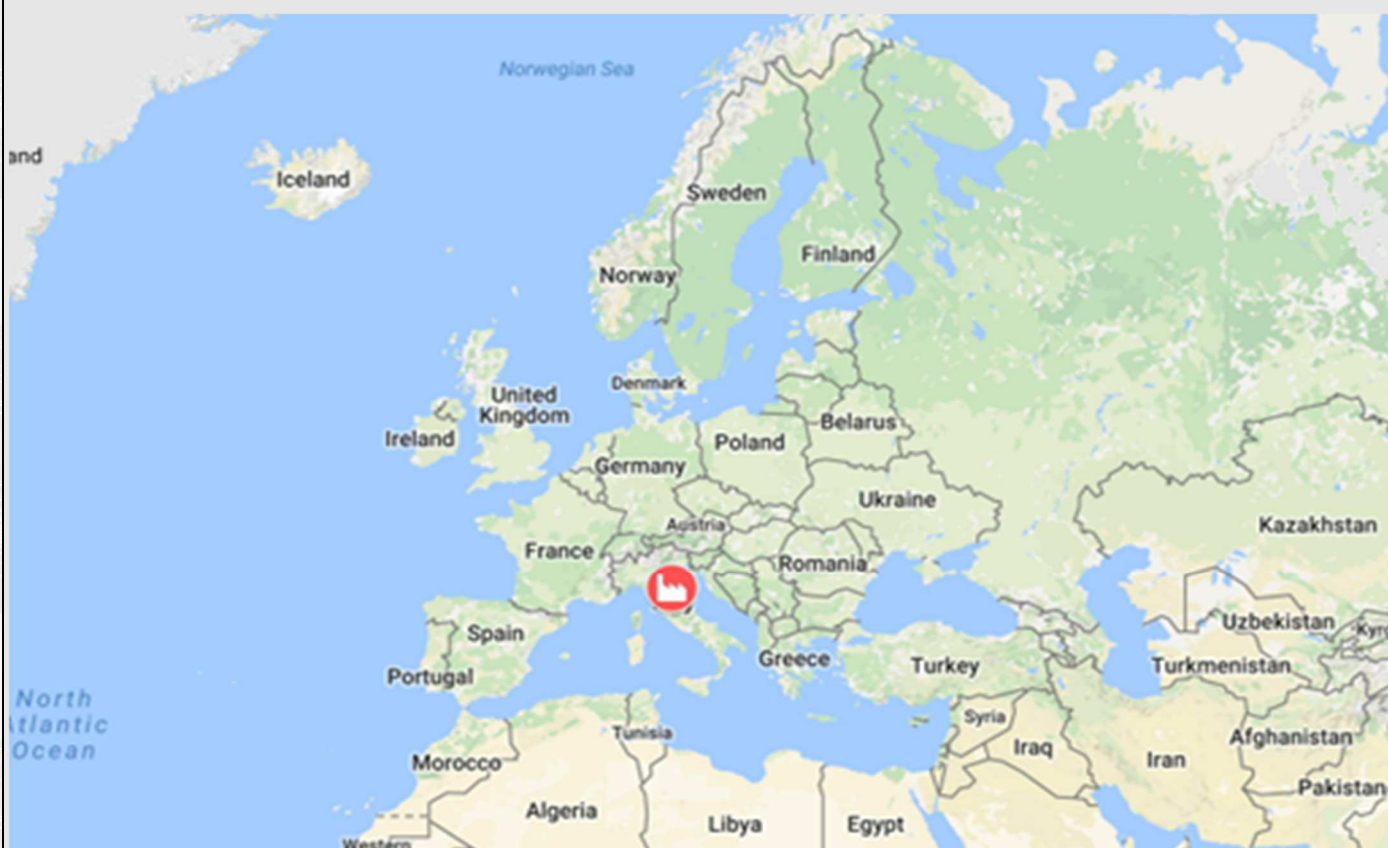 Norwegian Sea
and
Iceland
Sweden
Finland
Norway
Denmark
United
Kingdom
Ireland
Belarus
Poland
Germany
Ukraine
Austria
Kazakhstan
France
Romania
Uzbekistan
Kyrg
Spain
Greece
Turkey
Turkmenistan
Portugal
North
Atlantic
Ocean
Syria
Tunisia
Afghanistan
Iraq
Iran
Morocco
Pakistan
Algeria
Libya
Egypt
Western